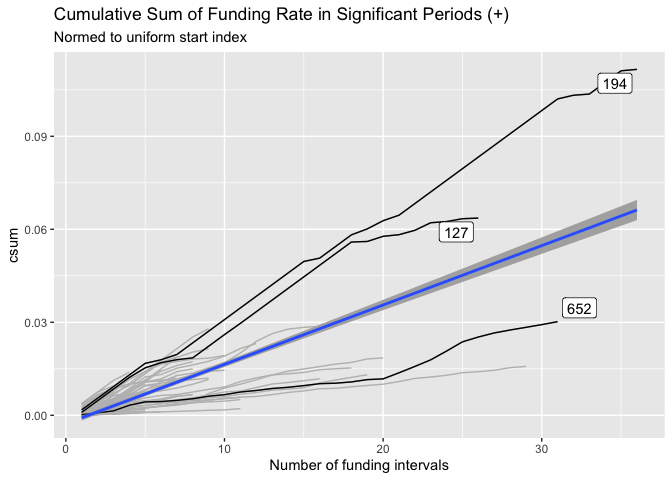 Cumulative Sum of Funding Rate in Significant Periods (+)
Normed to uniform start index
194
0.09
127
0.06
csum
652
0.03
0.00
0 10 20 30
Number of funding intervals